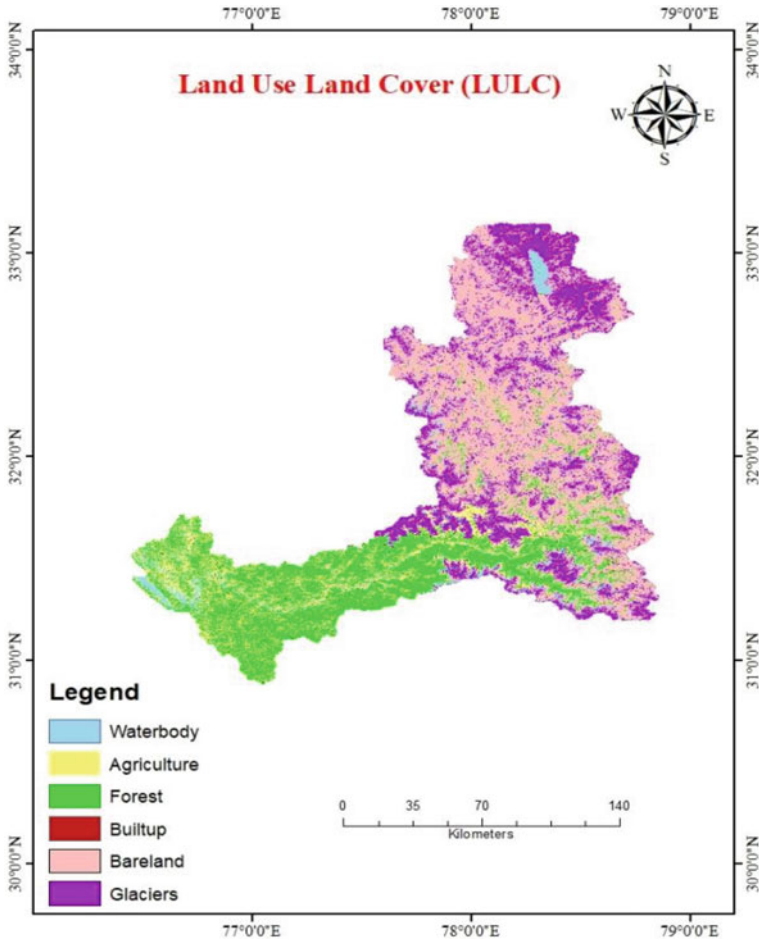 77°0'0"E 78°0'0"E 79°0'0"E
34°0'0"N 34°0'0"N
Land Use Land Cover (LULC)
N
W E
S
33°0'0"N 33°0'0"N
32°0'0"N 32°0'0"N
31°0'0"N 31°0'0"N
Legend
Waterbody
Agriculture
Forest
Builtup
Bareland
Glaciers
0 35 70 140
Kilometers
30°0'0"N 30°0'0"N
77°0'0"E 78°0'0"E 79°0'0"E